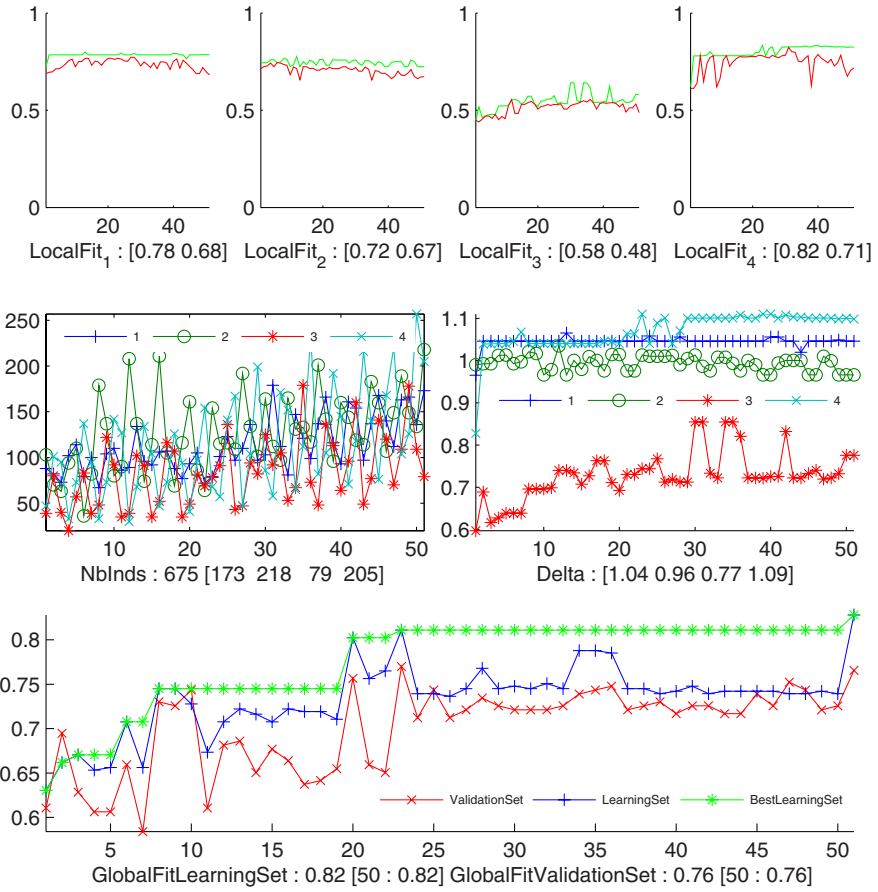 1 1 1 1
0.5 0.5 0.5 0.5
0 0 0 0
20 40 20 40 20 40 20 40
LocalFit1 : [0.78 0.68] LocalFit2 : [0.72 0.67] LocalFit3 : [0.58 0.48] LocalFit4 : [0.82 0.71]
250
200
150
100
50
1 2 3 4
10 20 30 40 50
NbInds : 675 [173 218 79 205]
1.1
1
0.9
0.8
0.7
0.6
1 2 3 4
10 20 30 40 50
Delta : [1.04 0.96 0.77 1.09]
0.8
0.75
0.7
0.65
0.6
ValidationSet LearningSet BestLearningSet
5 10 15 20 25 30 35 40 45 50
GlobalFitLearningSet : 0.82 [50 : 0.82] GlobalFitValidationSet : 0.76 [50 : 0.76]